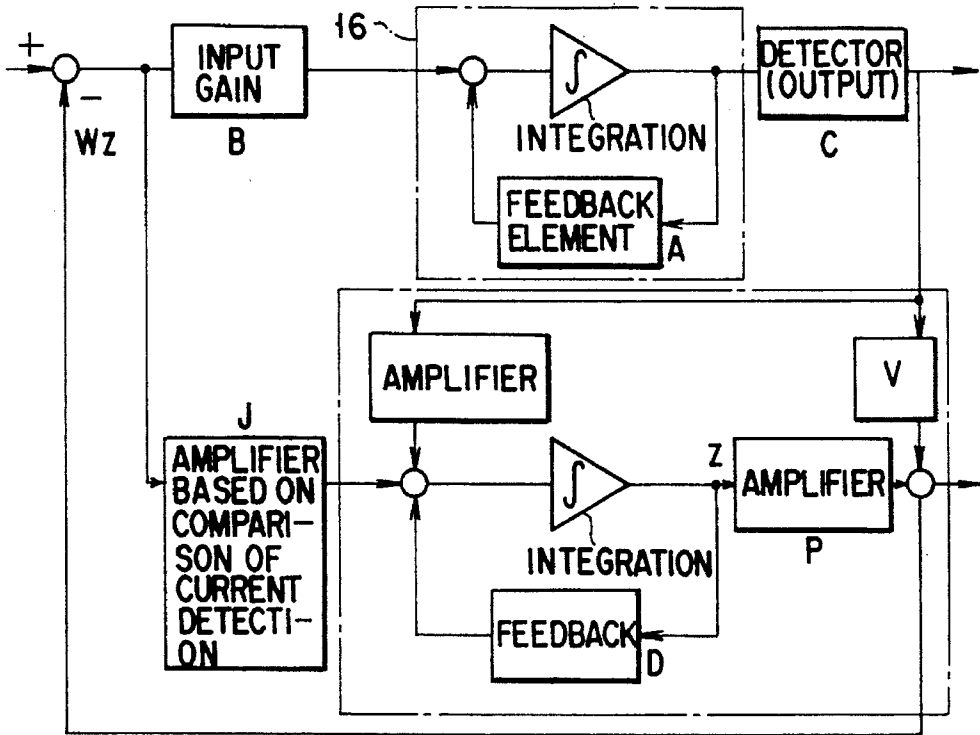 16
+
−
Wz
INPUT
GAIN
B
∫
INTEGRATION
DETECTOR
(OUTPUT)
C
FEEDBACK
ELEMENT
A
AMPLIFIER
V
J
AMPLIFIER
BASED ON
COMPARI-
SON OF
CURRENT
DETECTI-
ON
∫
INTEGRATION
Z
AMPLIFIER
P
FEEDBACK
D